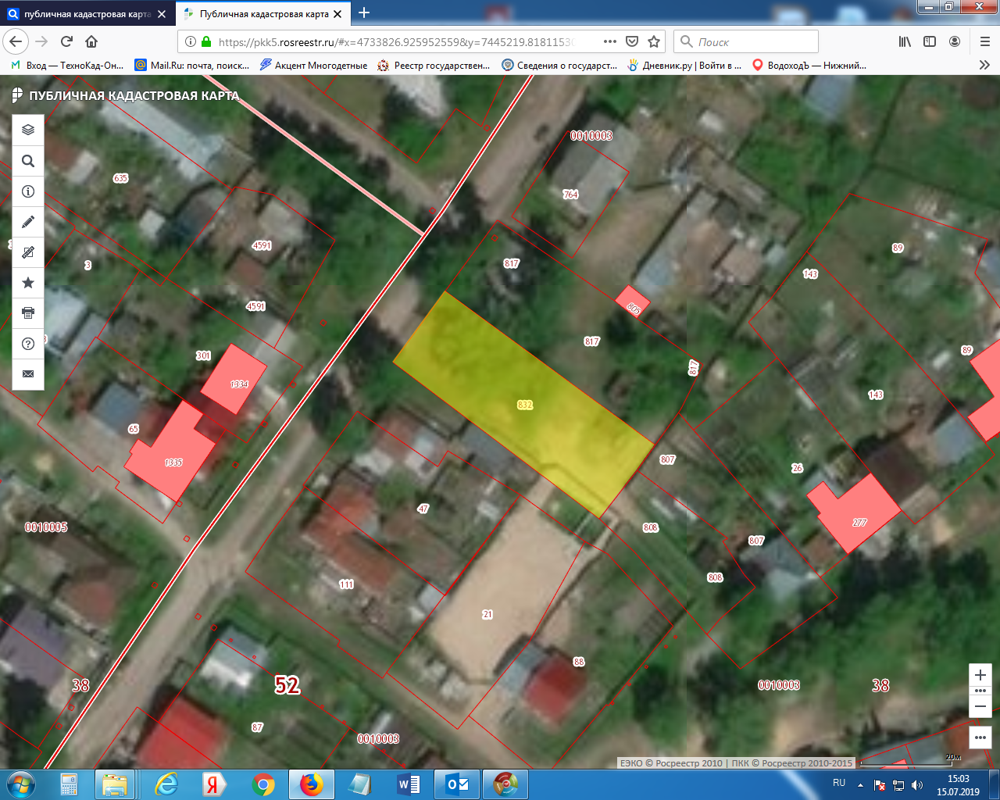 публичная кадастровая карта
Публичная кадастровая карта
https://pkk5.rosreestr.ru/#x=4733826.925952559&y=7445219.8181153
Поиск
Вход — ТехноКад-Он...
Mail.Ru: почта, поиск...
Акцент Многодетные
Реестр государствен...
Сведения о государст...
Дневник.ру | Войти в ...
ВодоходЪ — Нижний...
ПУБЛИЧНАЯ КАДАСТРОВАЯ КАРТА
0010003
635
764
4591
817
89
3
143
4591
805
817
89
301
817
1334
143
832
65
807
1335
26
47
808
277
0010005
807
808
111
21
88
38
52
0010003
38
87
0010003
20м
ЕЭКО © Росреестр 2010 | ПКК © Росреестр 2010-2015
RU
15:03
15.07.2019